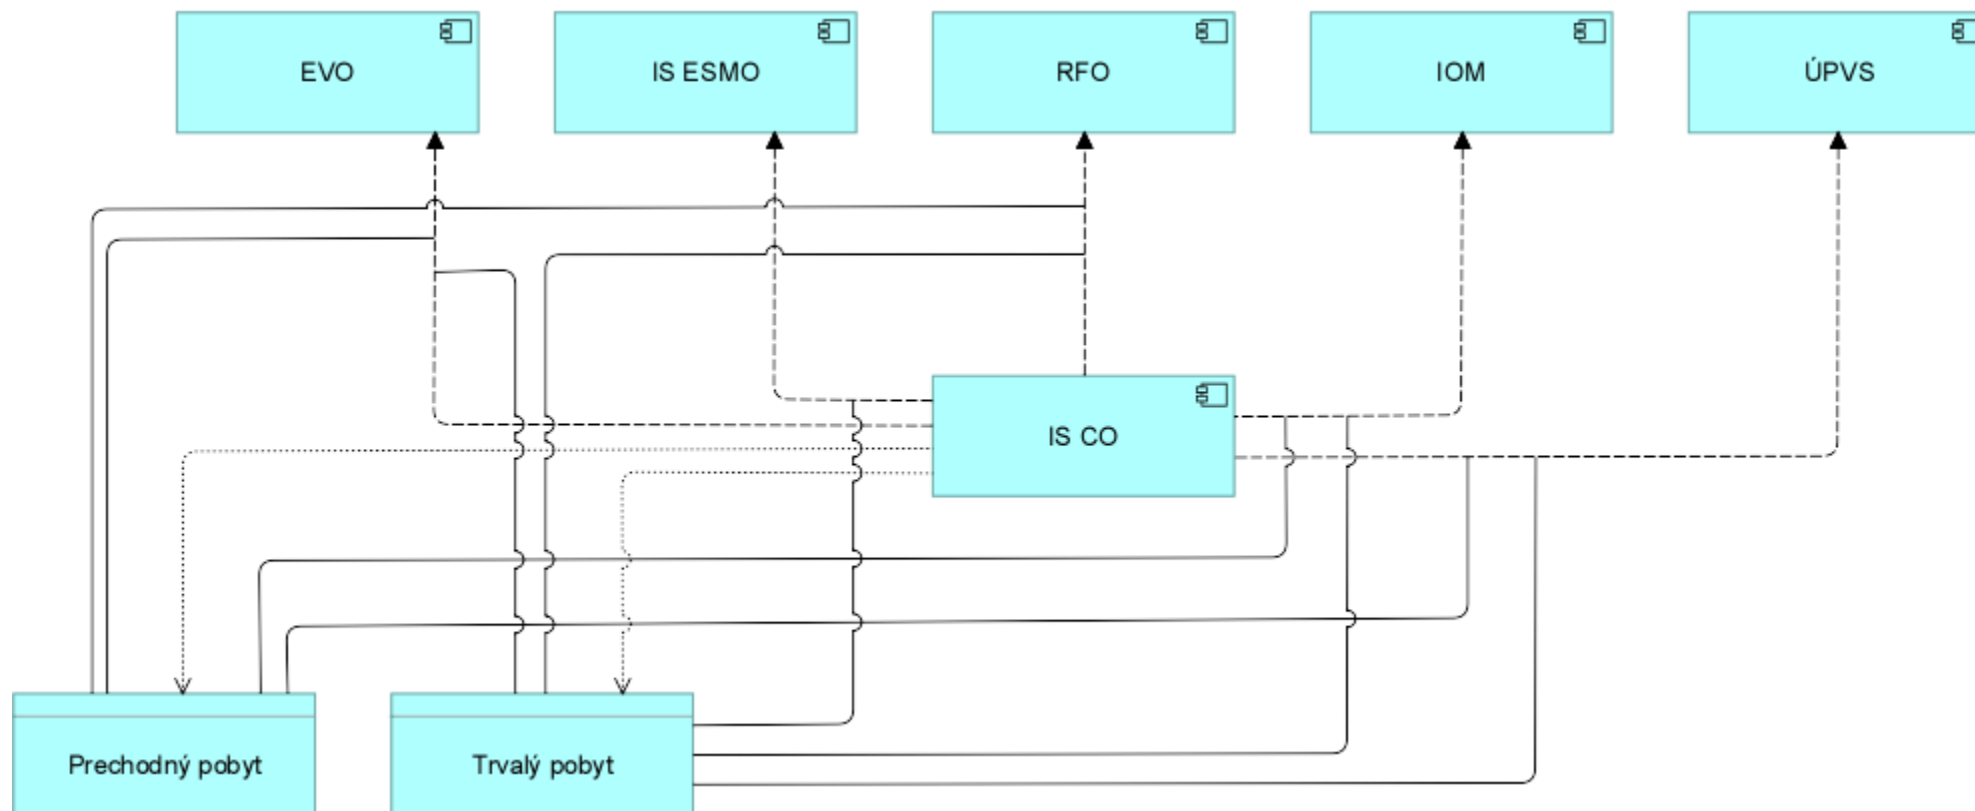 EVO
IS ESMO
RFO
IOM
ÚPVS
IS CO
Prechodný pobyt
Trvalý pobyt